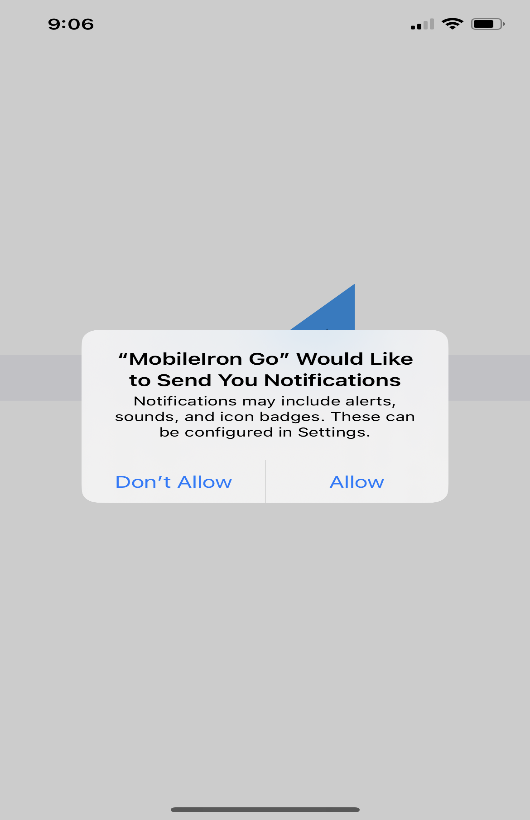 9:06
“MobileIron Go” Would Like
to Send You Notifications
Notifications may include alerts,
sounds, and icon badges. These can
be configured in Settings.
Don’t Allow
Allow